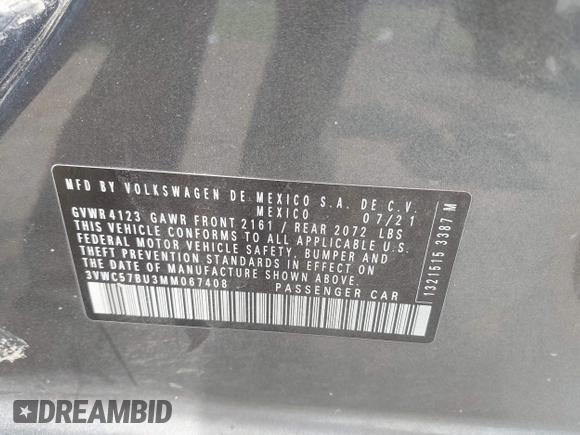 MFD BY VOLKSWAGEN DE MEXICO S.A. DE C.V.
MEXICO 07/21
GVWR 4123 GAWR FRONT 2161 / REAR 2072 LBS
THIS VEHICLE CONFORMS TO ALL APPLICABLE U.S.
FEDERAL MOTOR VEHICLE SAFETY, BUMPER AND
THEFT PREVENTION STANDARDS IN EFFECT ON THE
DATE OF MANUFACTURE SHOWN ABOVE.
3VWC57BU3MM067408 PASSENGER CAR
1321515 3387 M
DREAMBID